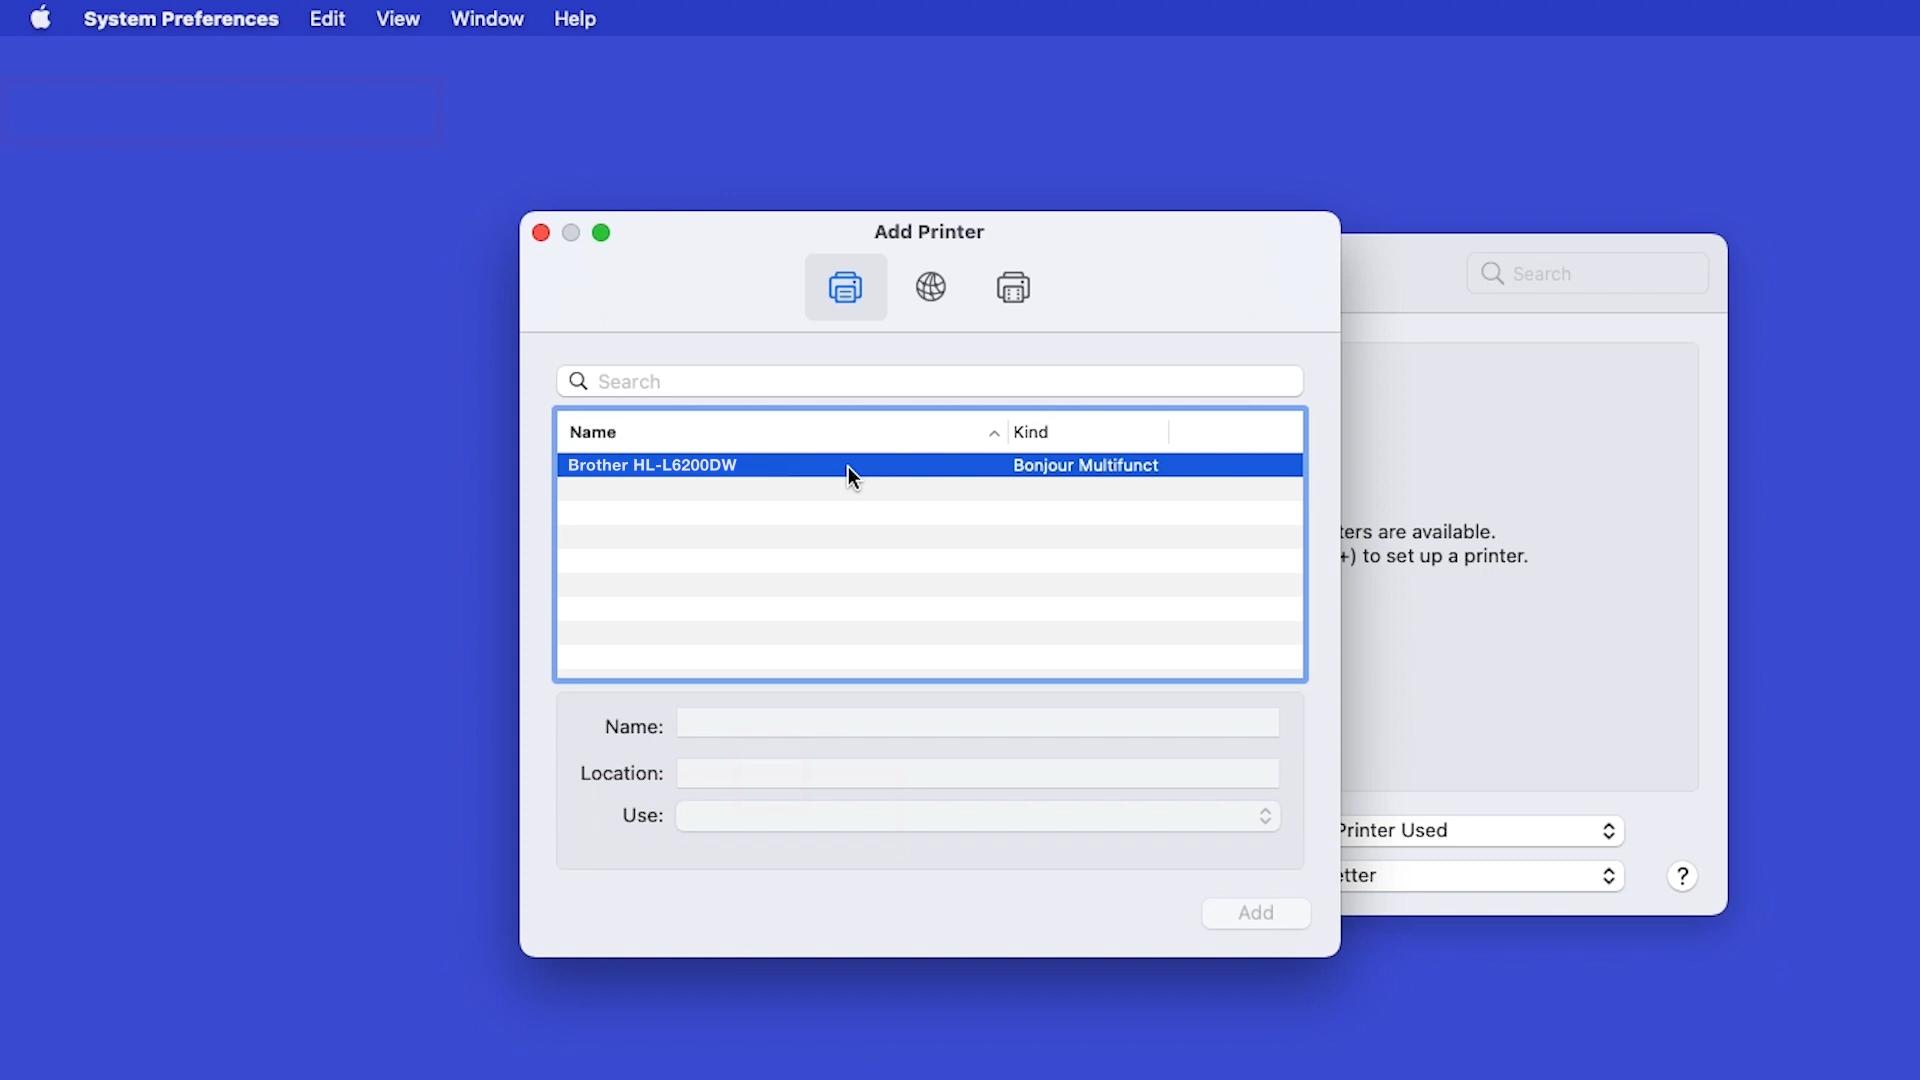 System Preferences Edit View Window Help
Add Printer
Search
Search
Name Kind
Brother HL-L6200DW Bonjour Multifunct
ters are available.
+) to set up a printer.
Name:
Location:
Use:
Printer Used
etter
?
Add